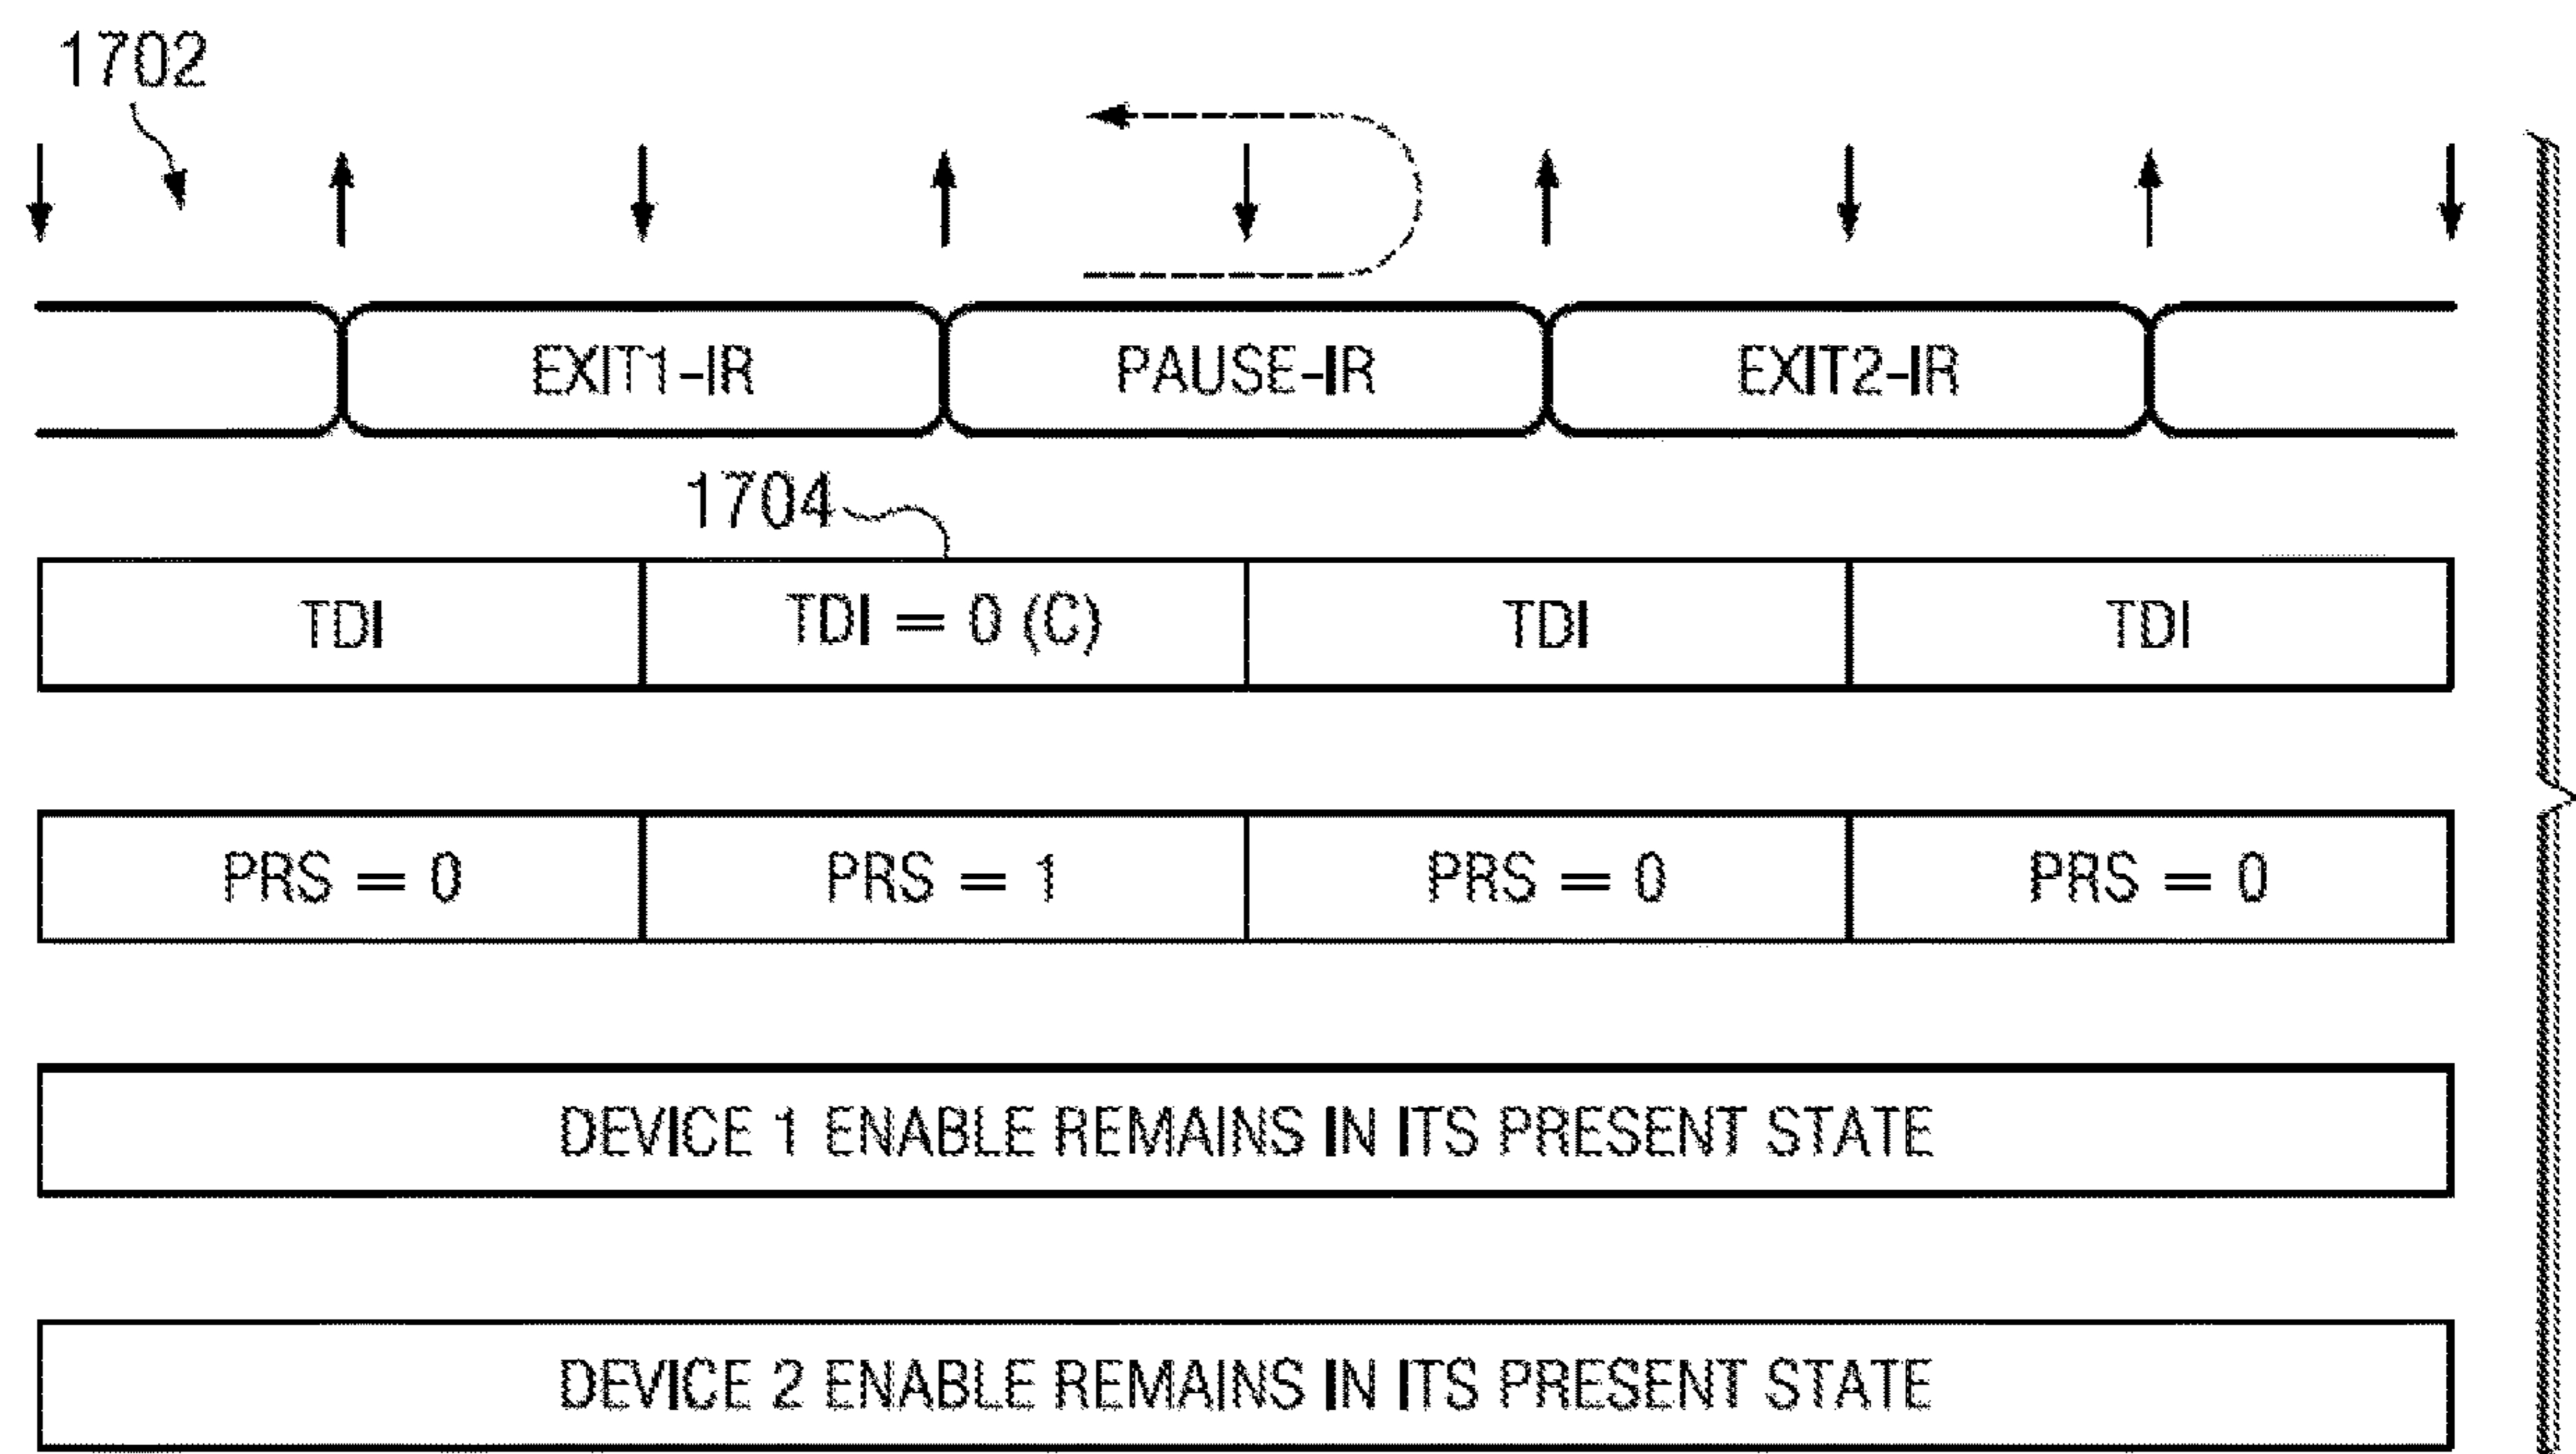 1702
EXIT1-IR PAUSE-IR EXIT2-IR
1704
TDI TDI = 0 (C) TDI TDI
PRS = 0 PRS = 1 PRS = 0 PRS = 0
DEVICE 1 ENABLE REMAINS IN ITS PRESENT STATE
DEVICE 2 ENABLE REMAINS IN ITS PRESENT STATE